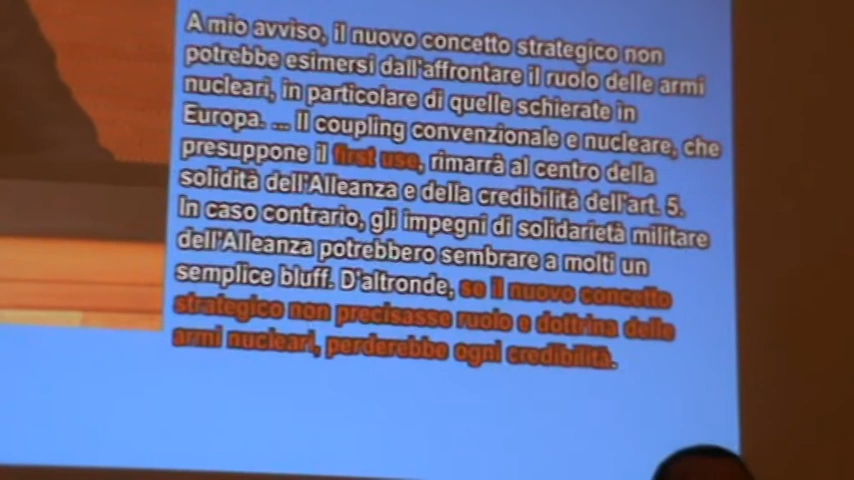 A mio avviso, il nuovo concetto strategico non
potrebbe esimersi dall'affrontare il ruolo delle armi
nucleari, in particolare di quelle schierate in
Europa. ... Il coupling convenzionale e nucleare, che
presuppone il first use, rimarrà al centro della
solidità dell'Alleanza e della credibilità dell'art. 5.
In caso contrario, gli impegni di solidarietà militare
dell'Alleanza potrebbero sembrare a molti un
semplice bluff. D'altronde, se il nuovo concetto
strategico non precisasse ruolo e dottrina delle
armi nucleari, perderebbe ogni credibilità.